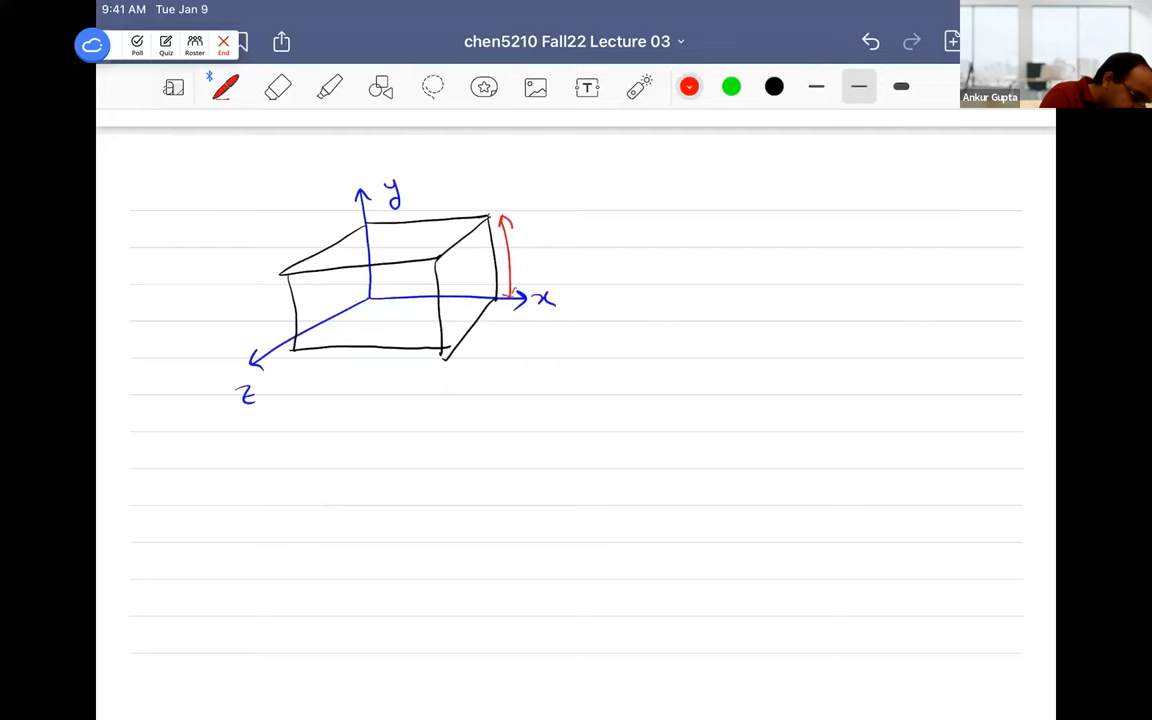 9:41 AM Tue Jan 9
Poll Quiz Roster End
chen5210 Fall22 Lecture 03
T
Ankur Gupta
y
x
z